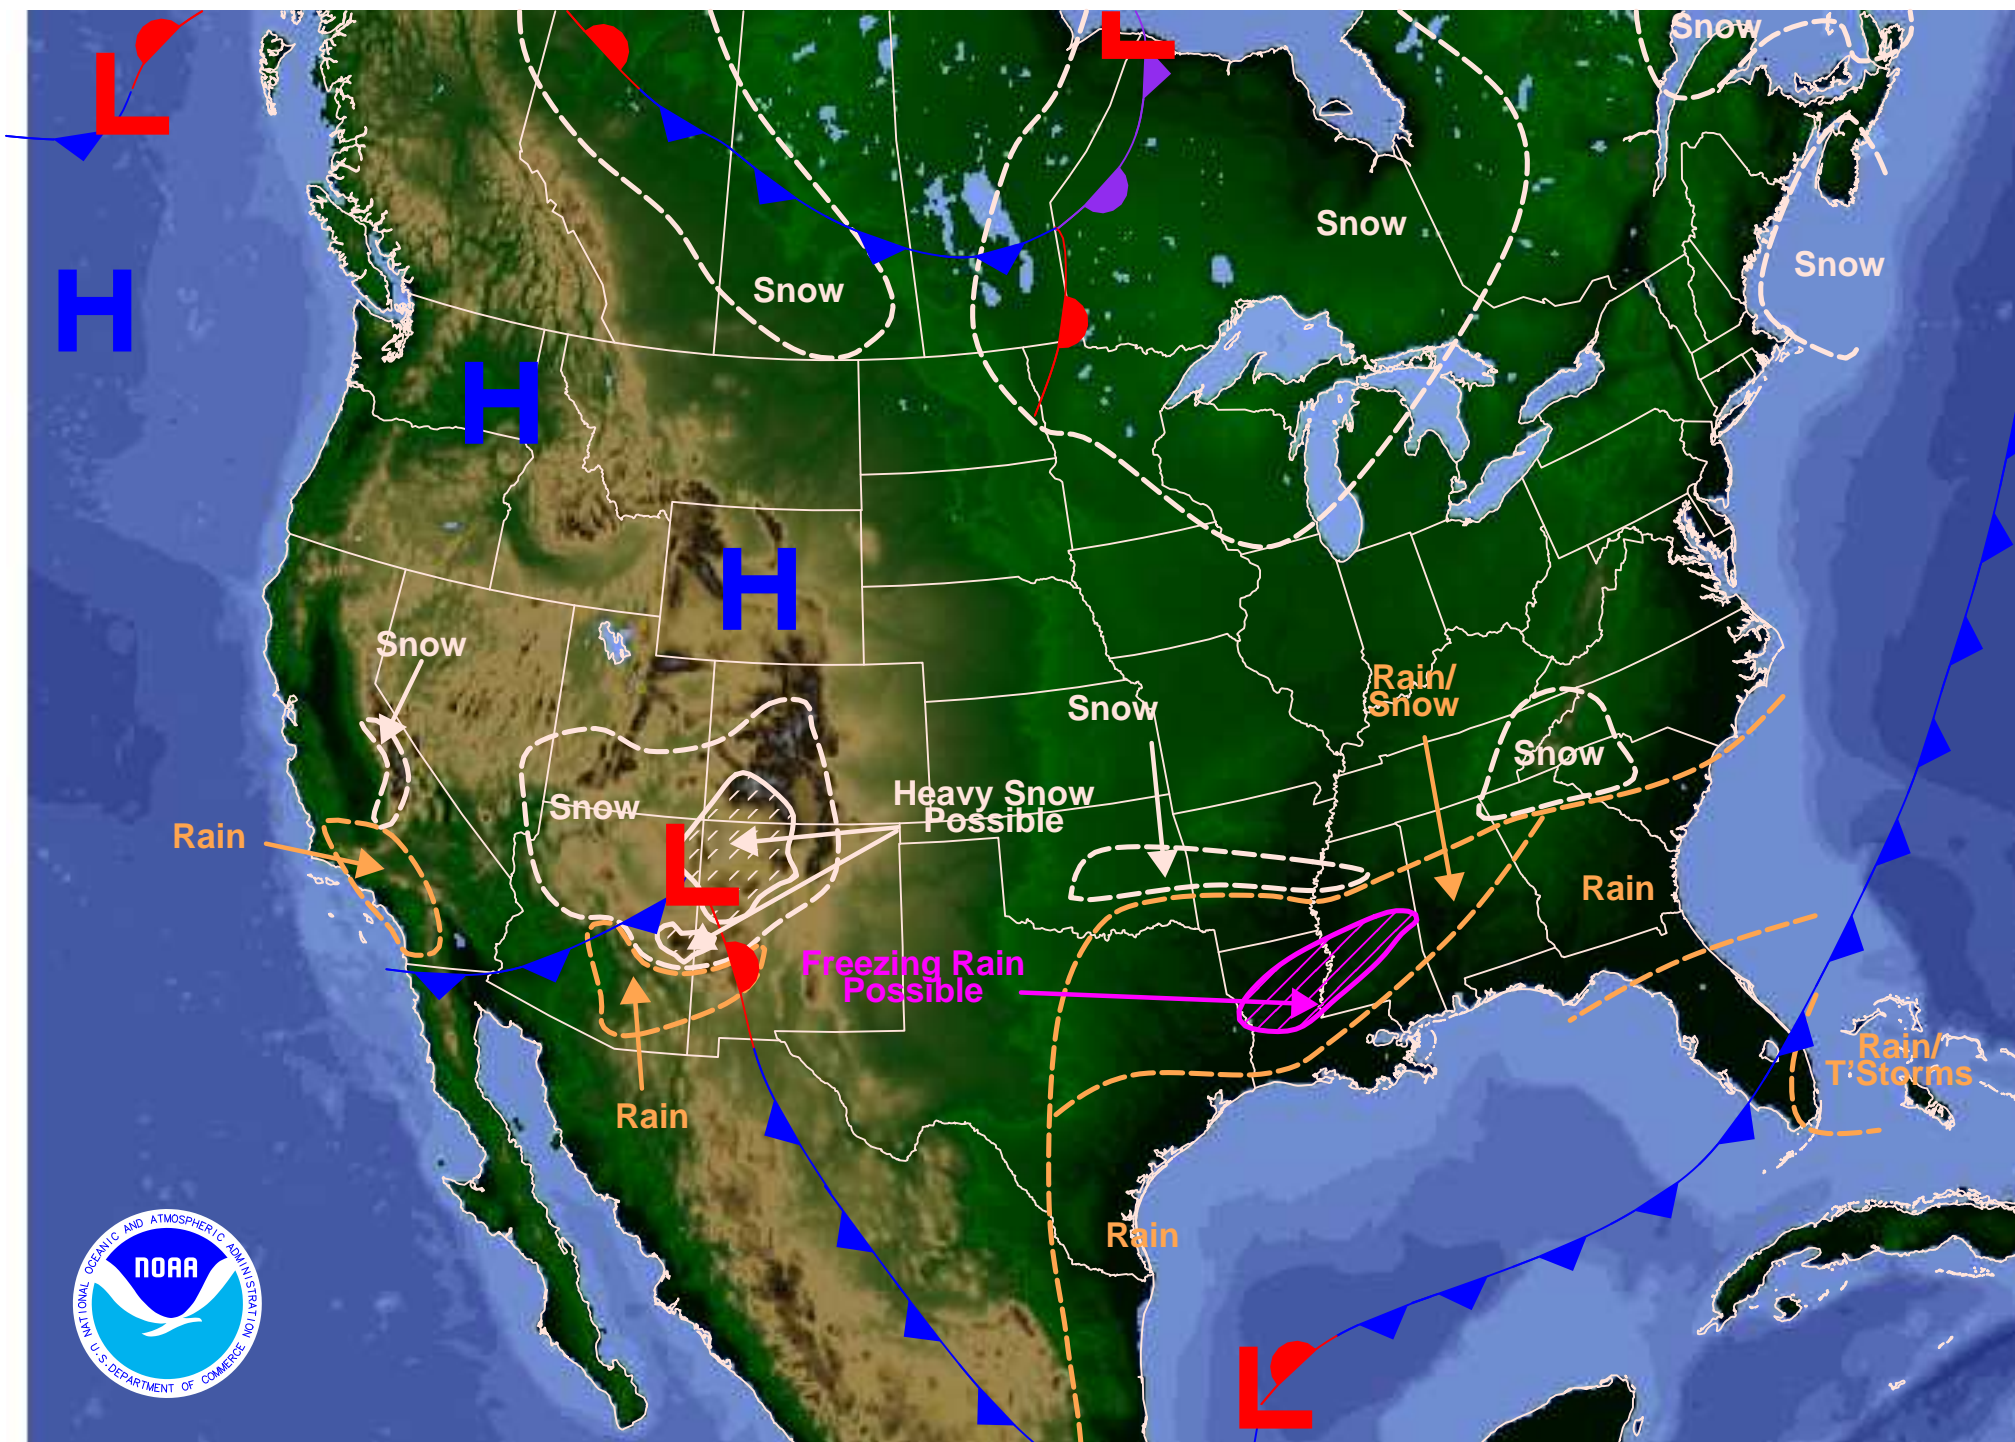 Snow
L
L
Snow
Snow
H
Snow
H
H
Snow
Rain/
Snow
Snow
Snow
Heavy Snow
Possible
Snow
Rain
L
Rain
Freezing Rain
Possible
Rain/
T'Storms
Rain
Rain
L
NATIONAL OCEANIC AND ATMOSPHERIC ADMINISTRATION
NOAA
U.S. DEPARTMENT OF COMMERCE